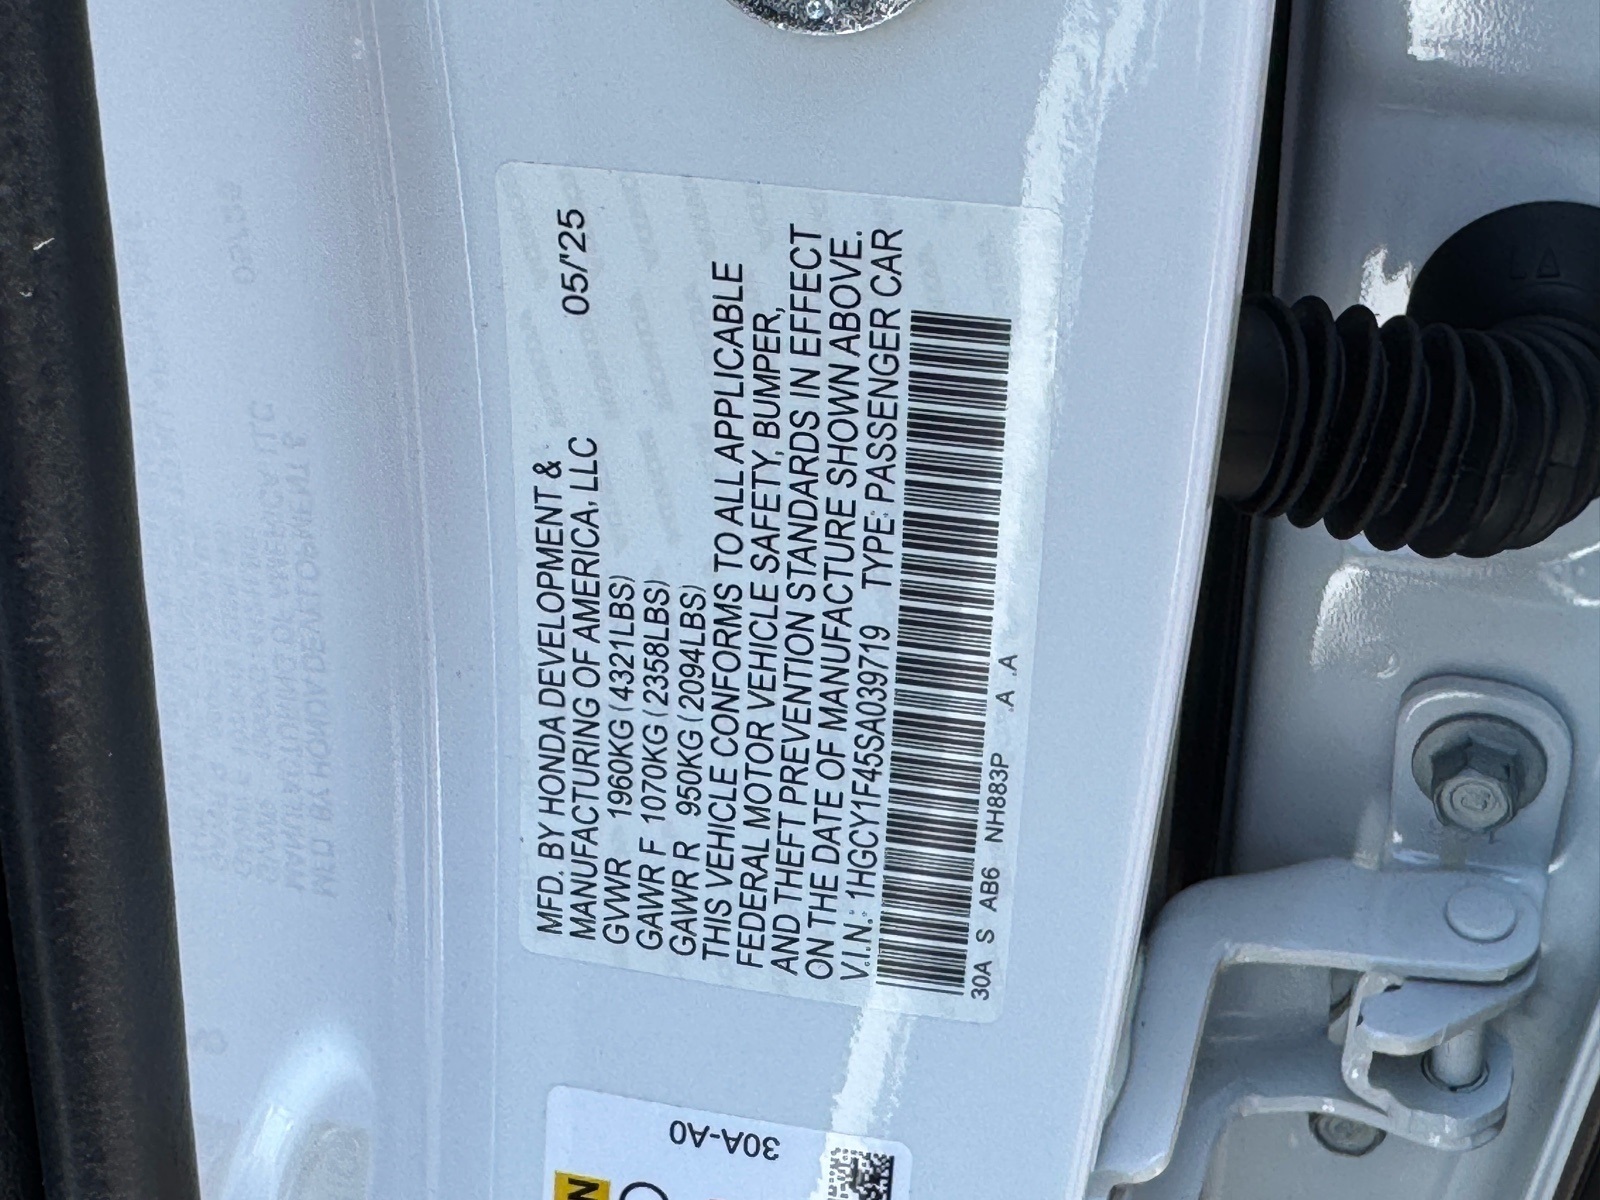 MFD. BY HONDA DEVELOPMENT &
MANUFACTURING OF AMERICA, LLC 05/'25
GVWR 1960KG (4321LBS)
GAWR F 1070KG (2358LBS)
GAWR R 950KG (2094LBS)
THIS VEHICLE CONFORMS TO ALL APPLICABLE
FEDERAL MOTOR VEHICLE SAFETY, BUMPER,
AND THEFT PREVENTION STANDARDS IN EFFECT
ON THE DATE OF MANUFACTURE SHOWN ABOVE.
V.I.N.: 1HGCY1F45SA039719 TYPE: PASSENGER CAR
30A S AB6 NH883P .A .A
30A-A0